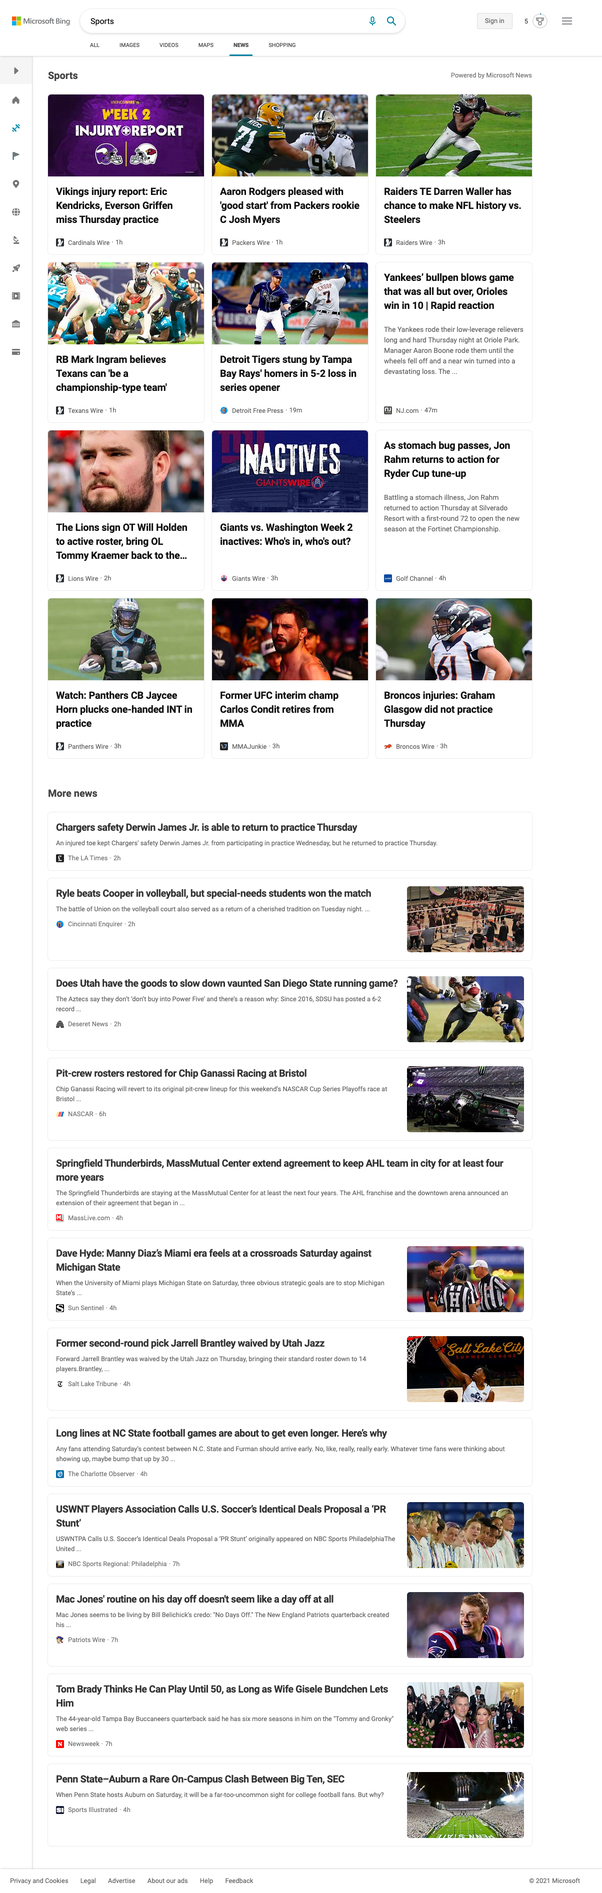 Microsoft Bing
Sports
Sign in
5
ALL IMAGES VIDEOS MAPS NEWS SHOPPING
Sports
Powered by Microsoft News
WEEK 2
INJURY REPORT
Vikings injury report: Eric
Kendricks, Everson Griffen
miss Thursday practice
Cardinals Wire · 1h
71
Aaron Rodgers pleased with
'good start' from Packers rookie
C Josh Myers
Packers Wire · 1h
Raiders TE Darren Waller has
chance to make NFL history vs.
Steelers
Raiders Wire · 3h
RB Mark Ingram believes
Texans can 'be a
championship-type team'
Texans Wire · 1h
7
Detroit Tigers stung by Tampa
Bay Rays' homers in 5-2 loss in
series opener
Detroit Free Press · 19m
Yankees’ bullpen blows game
that was all but over, Orioles
win in 10 | Rapid reaction
The Yankees rode their low-leverage relievers
long and hard Thursday night at Oriole Park.
Manager Aaron Boone rode them until the
wheels fell off and a near win turned into a
devastating loss. The ...
NJ.com · 47m
The Lions sign OT Will Holden
to active roster, bring OL
Tommy Kraemer back to the...
Lions Wire · 2h
INACTIVES
GIANTSWIRE
Giants vs. Washington Week 2
inactives: Who's in, who's out?
Giants Wire · 3h
As stomach bug passes, Jon
Rahm returns to action for
Ryder Cup tune-up
Battling a stomach illness, Jon Rahm
returned to action Thursday at Silverado
Resort with a first-round 72 to open the new
season at the Fortinet Championship.
Golf Channel · 4h
8
Watch: Panthers CB Jaycee
Horn plucks one-handed INT in
practice
Panthers Wire · 3h
Former UFC interim champ
Carlos Condit retires from
MMA
MMAJunkie · 3h
61
Broncos injuries: Graham
Glasgow did not practice
Thursday
Broncos Wire · 3h
More news
Chargers safety Derwin James Jr. is able to return to practice Thursday
An injured toe kept Chargers' safety Derwin James Jr. from participating in practice Wednesday, but he returned to practice Thursday.
The LA Times · 2h
Ryle beats Cooper in volleyball, but special-needs students won the match
The battle of Union on the volleyball court also served as a return of a cherished tradition on Tuesday night. ...
Cincinnati Enquirer · 2h
Does Utah have the goods to slow down vaunted San Diego State running game?
The Aztecs say they don't 'don't buy into Power Five' and there's a reason why: Since 2016, SDSU has posted a 6-2
record ...
Deseret News · 2h
Pit-crew rosters restored for Chip Ganassi Racing at Bristol
Chip Ganassi Racing will revert to its original pit-crew lineup for this weekend's NASCAR Cup Series Playoffs race at
Bristol ...
NASCAR · 6h
Springfield Thunderbirds, MassMutual Center extend agreement to keep AHL team in city for at least four
more years
The Springfield Thunderbirds are staying at the MassMutual Center for at least the next four years. The AHL franchise and the downtown arena announced an
extension of their agreement that began in ...
MassLive.com · 4h
Dave Hyde: Manny Diaz’s Miami era feels at a crossroads Saturday against
Michigan State
When the University of Miami plays Michigan State on Saturday, three obvious strategic goals are to stop Michigan
State's ...
Sun Sentinel · 4h
Former second-round pick Jarrell Brantley waived by Utah Jazz
Forward Jarrell Brantley was waived by the Utah Jazz on Thursday, bringing their standard roster down to 14
players.Brantley, ...
Salt Lake Tribune · 4h
Salt Lake City
SUMMER LEAGUE
Long lines at NC State football games are about to get even longer. Here’s why
Any fans attending Saturday's contest between N.C. State and Furman should arrive early. No, like, really, really early. Whatever time fans were thinking about
showing up, maybe bump that up by 30 ...
The Charlotte Observer · 4h
USWNT Players Association Calls U.S. Soccer’s Identical Deals Proposal a ‘PR
Stunt’
USWNTPA Calls U.S. Soccer's Identical Deals Proposal a 'PR Stunt' originally appeared on NBC Sports PhiladelphiaThe
United ...
NBC Sports Regional: Philadelphia · 7h
Mac Jones' routine on his day off doesn't seem like a day off at all
Mac Jones seems to be living by Bill Belichick's credo: "No Days Off." The New England Patriots quarterback created
his ...
Patriots Wire · 7h
Tom Brady Thinks He Can Play Until 50, as Long as Wife Gisele Bundchen Lets
Him
The 44-year-old Tampa Bay Buccaneers quarterback said he has six more seasons in him on the "Tommy and Gronky"
web series ...
Newsweek · 7h
Penn State–Auburn a Rare On-Campus Clash Between Big Ten, SEC
When Penn State hosts Auburn on Saturday, it will be a far-too-uncommon sight for college football fans. But why?
Sports Illustrated · 4h
Privacy and Cookies Legal Advertise About our ads Help Feedback
© 2021 Microsoft